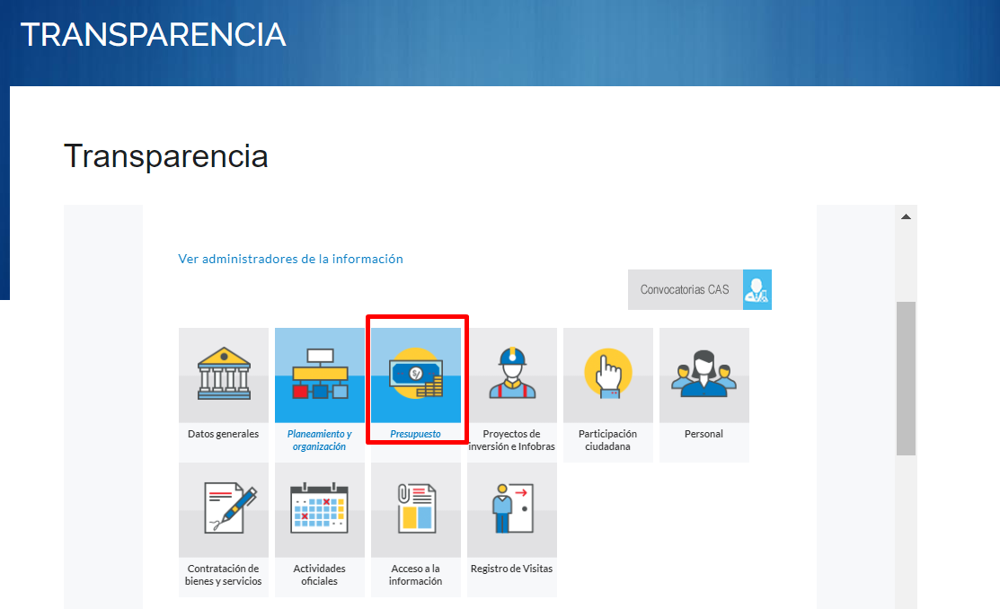 TRANSPARENCIA
Transparencia
Ver administradores de la información
Convocatorias CAS
S/
Datos generales
Planeamiento y
organización
Presupuesto
Proyectos de
inversión e Infobras
Participación
ciudadana
Personal
Contratación de
bienes y servicios
Actividades
oficiales
Acceso a la
información
Registro de Visitas